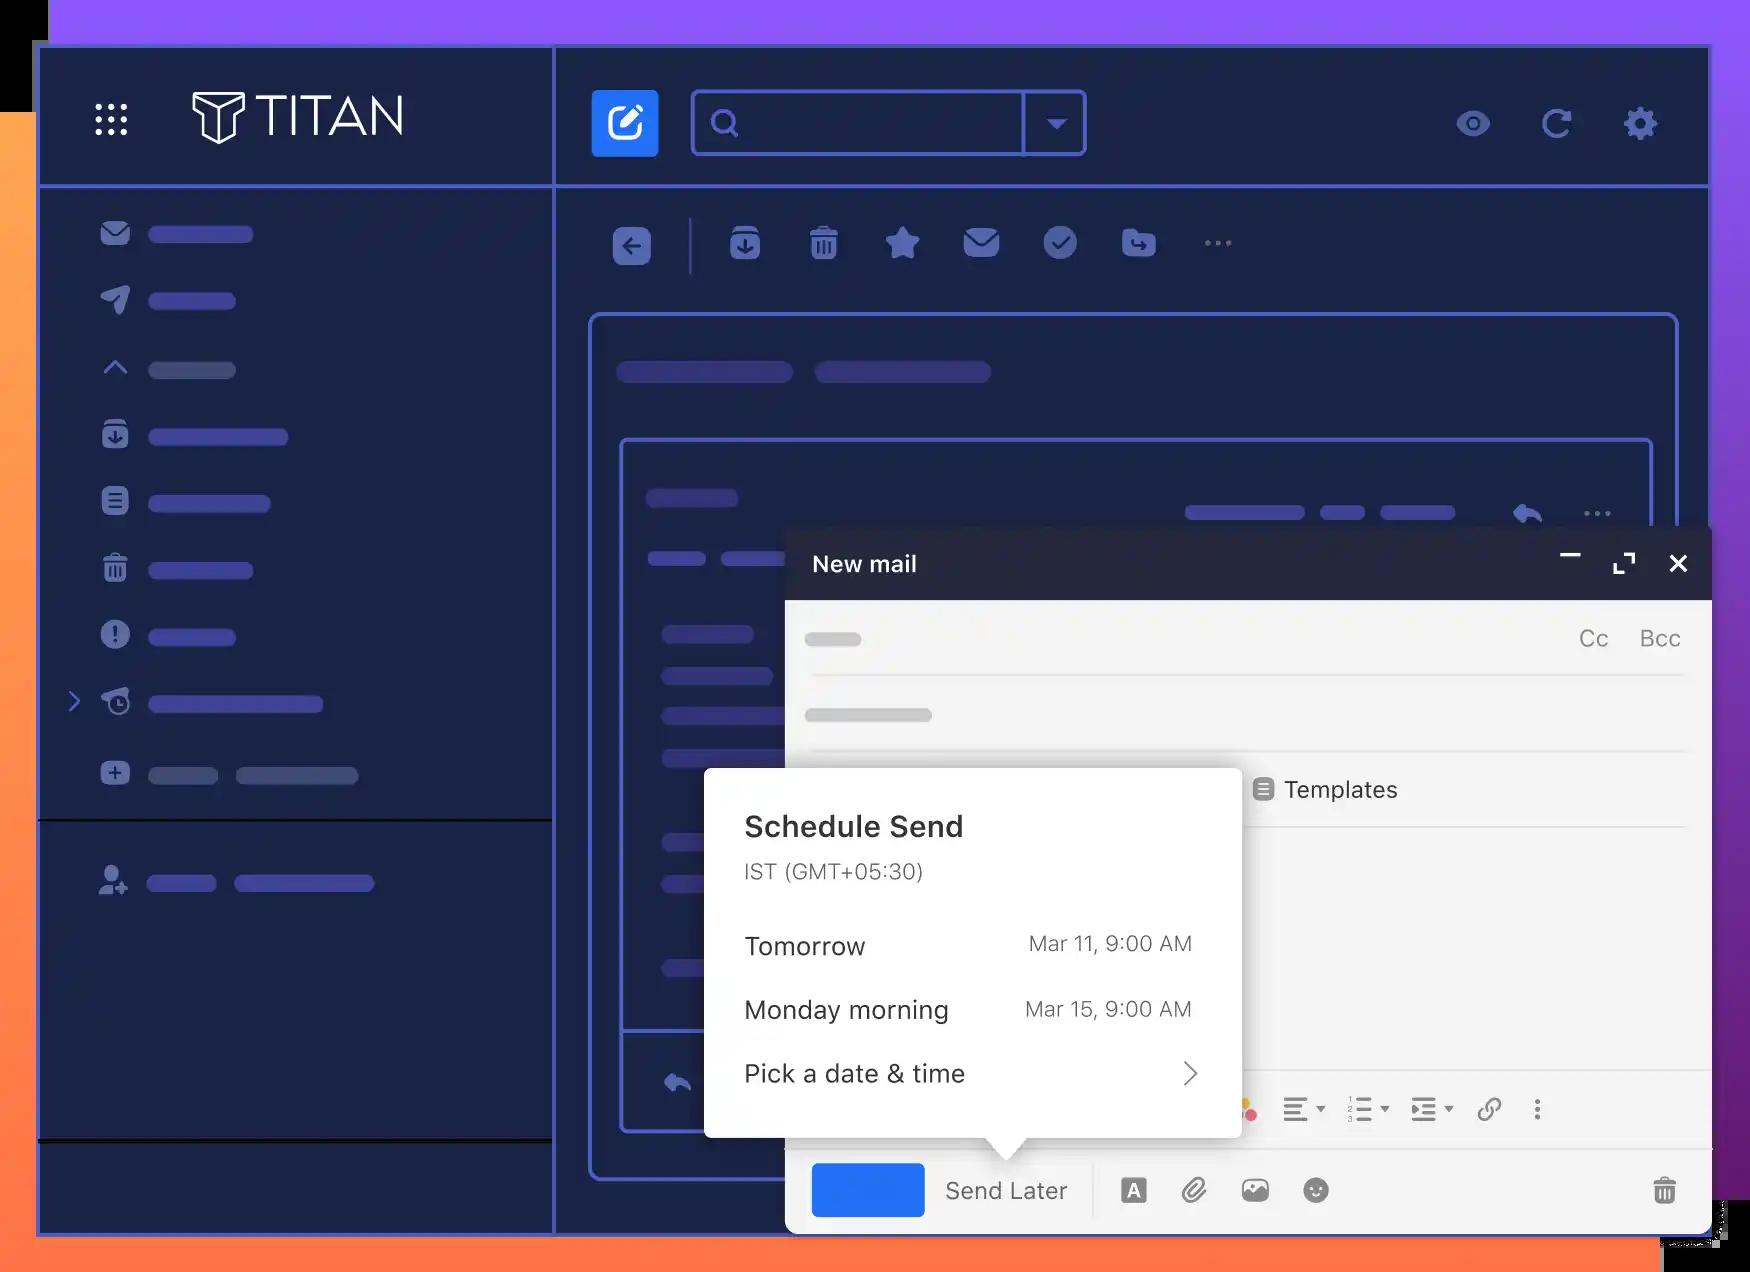 TITAN
New mail
Cc Bcc
Templates
Schedule Send
IST (GMT+05:30)
Tomorrow Mar 11, 9:00 AM
Monday morning Mar 15, 9:00 AM
Pick a date & time
Send Later